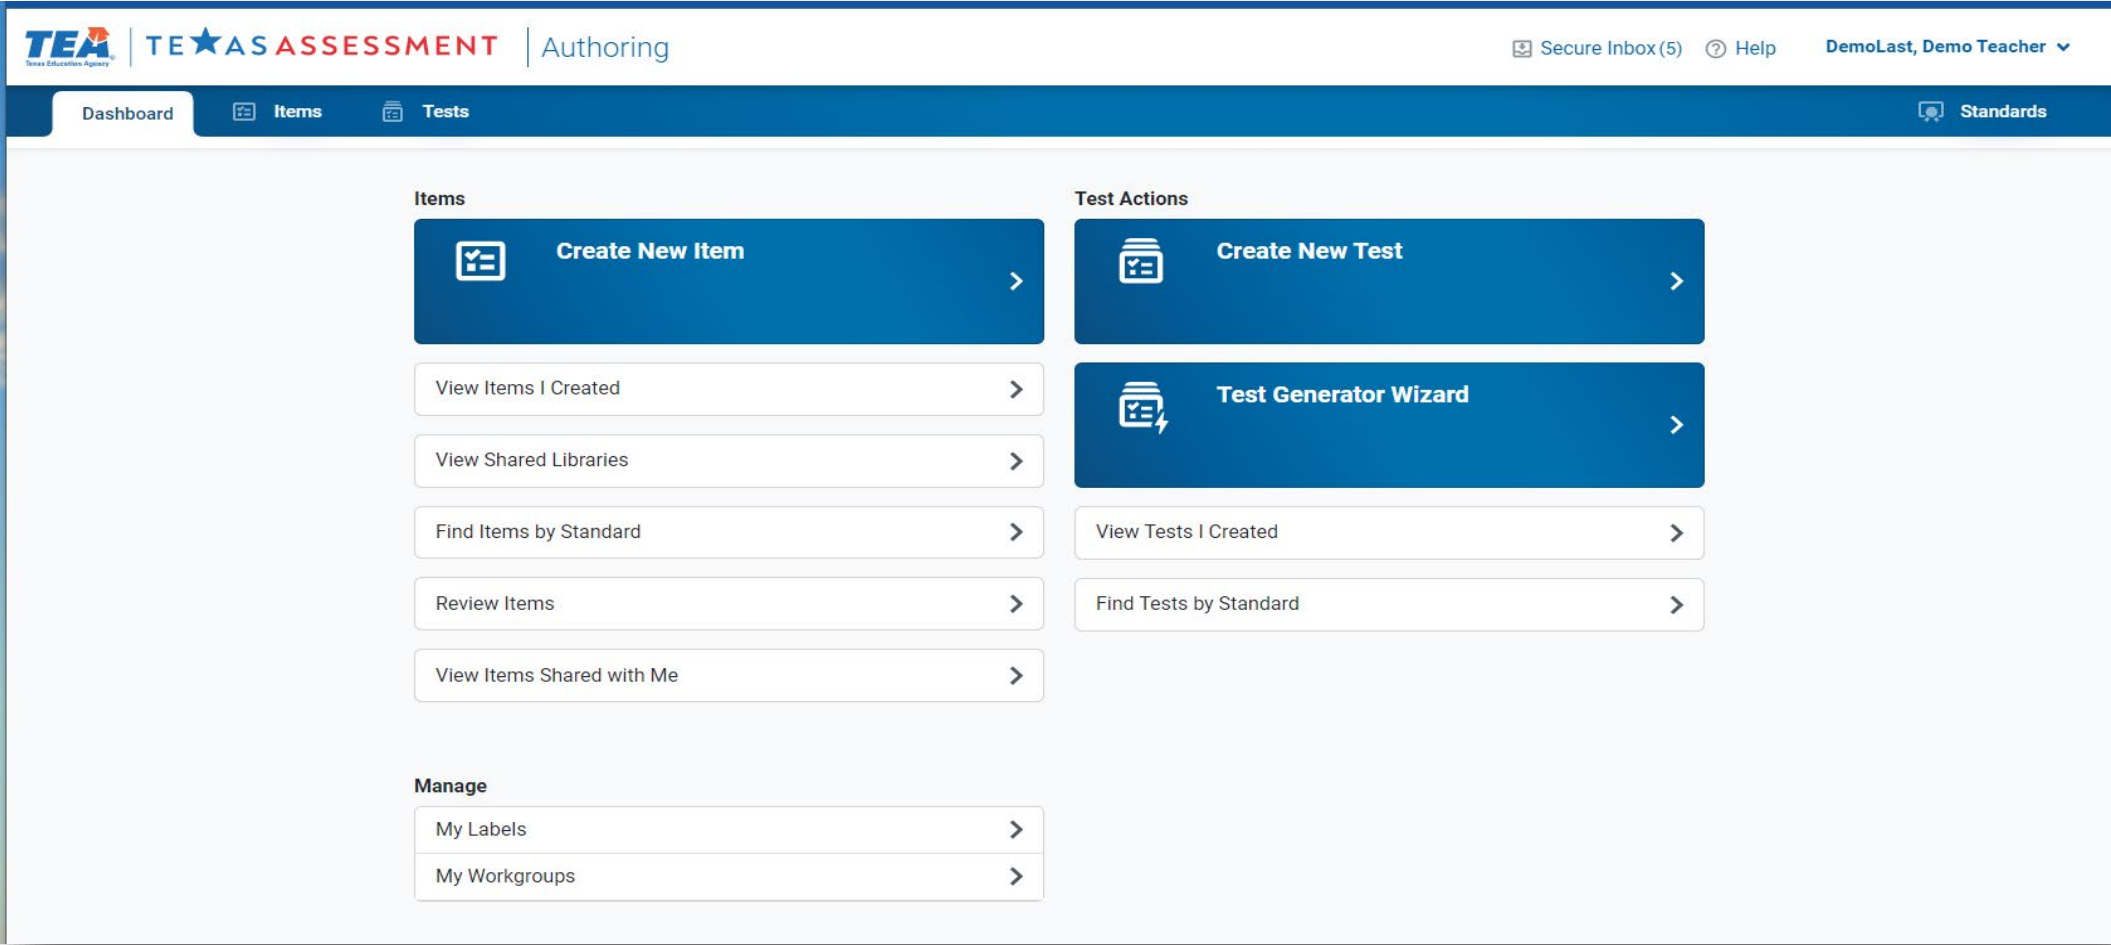 TEA
Texas Education Agency
TEXAS ASSESSMENT
Authoring
Secure Inbox (5)
Help
DemoLast, Demo Teacher
Dashboard
Items
Tests
Standards
Items
Create New Item
View Items I Created
View Shared Libraries
Find Items by Standard
Review Items
View Items Shared with Me
Manage
My Labels
My Workgroups
Test Actions
Create New Test
Test Generator Wizard
View Tests I Created
Find Tests by Standard